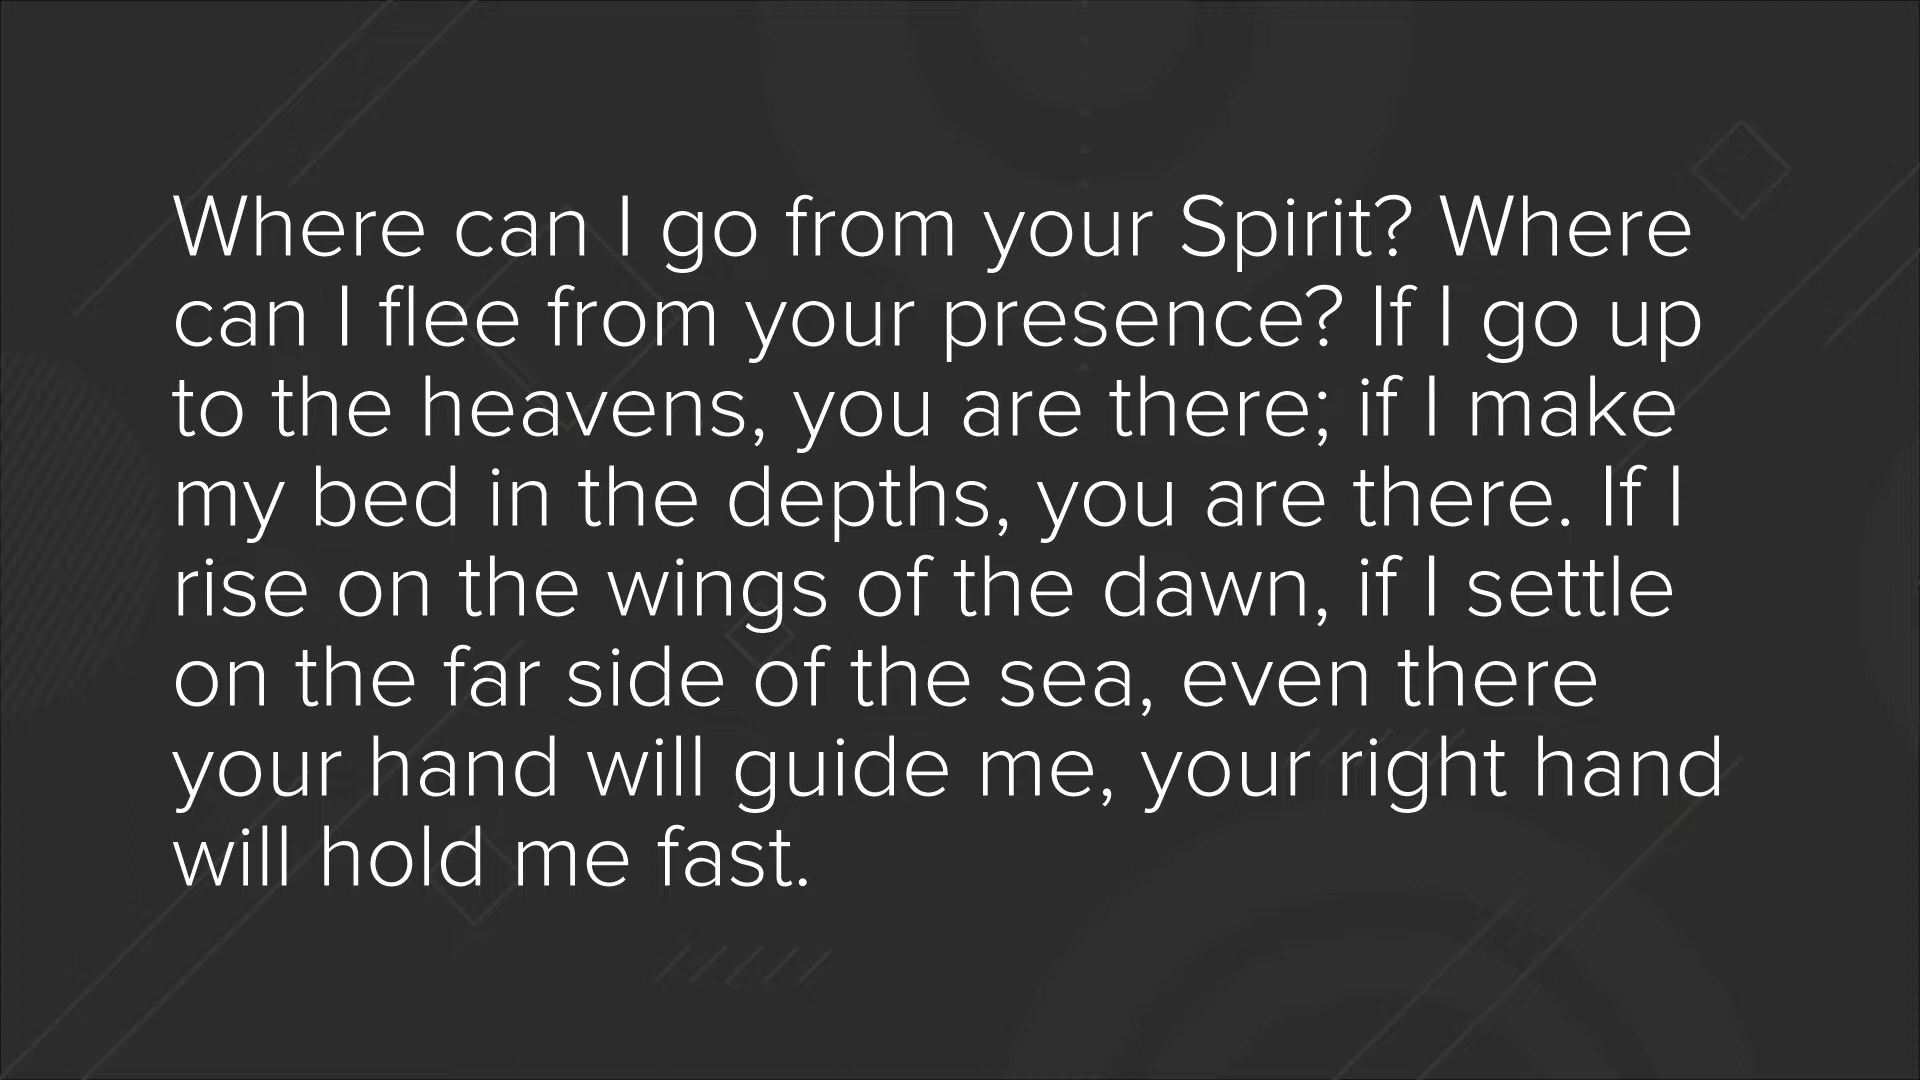 Where can I go from your Spirit? Where
can I flee from your presence? If I go up
to the heavens, you are there; if I make
my bed in the depths, you are there. If I
rise on the wings of the dawn, if I settle
on the far side of the sea, even there
your hand will guide me, your right hand
will hold me fast.